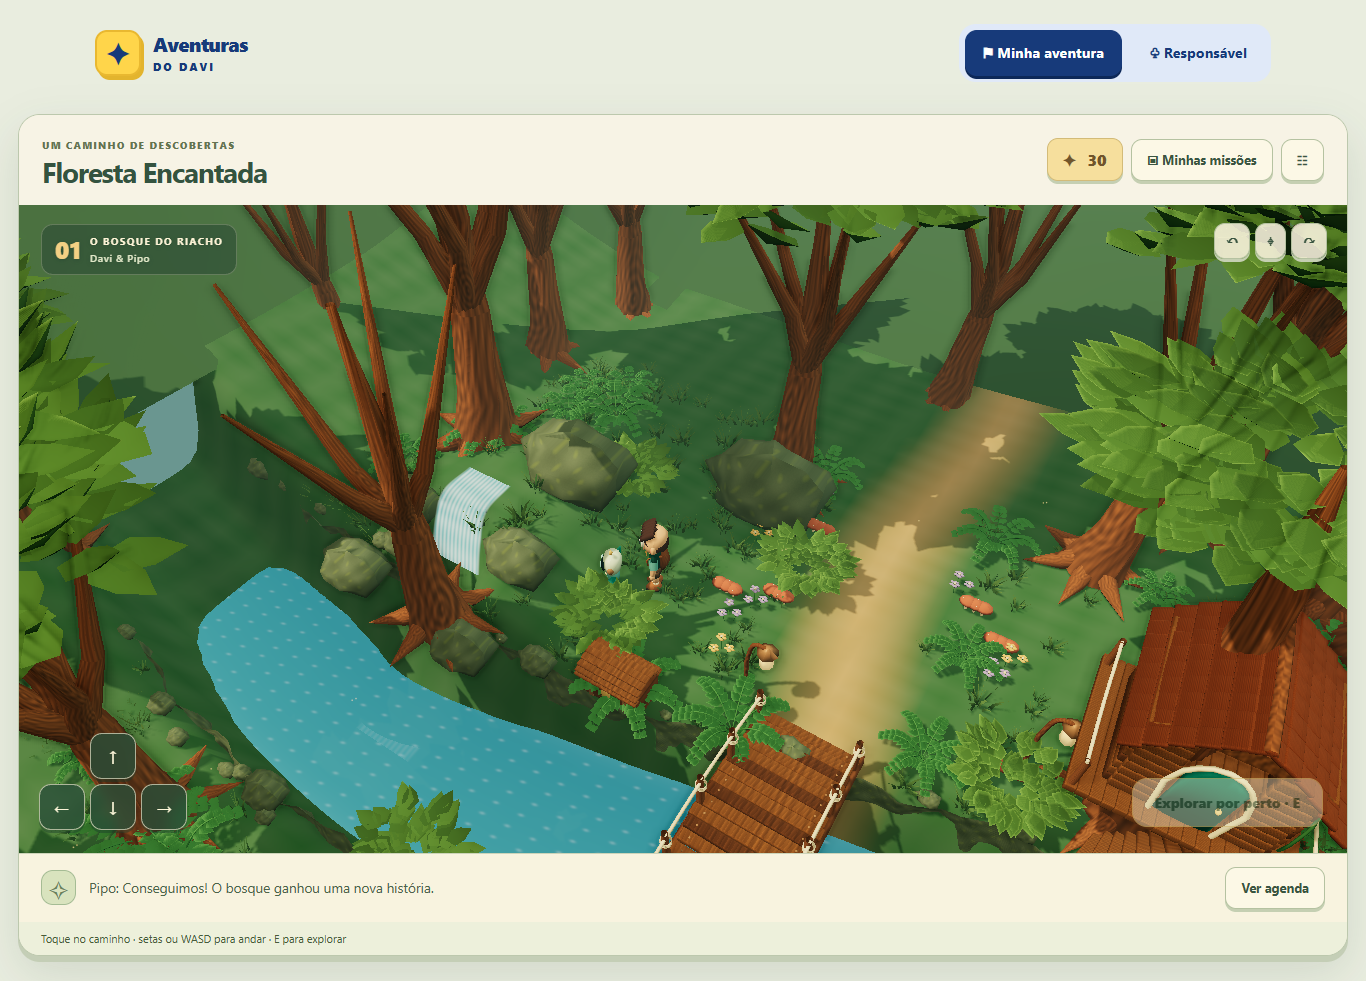 Aventuras
DO DAVI
Minha aventura
Responsável
UM CAMINHO DE DESCOBERTAS
Floresta Encantada
30
Minhas missões
01
O BOSQUE DO RIACHO
Davi & Pipo
↑
← ↓ →
Explorar por perto · E
Pipo: Conseguimos! O bosque ganhou uma nova história.
Ver agenda
Toque no caminho · setas ou WASD para andar · E para explorar